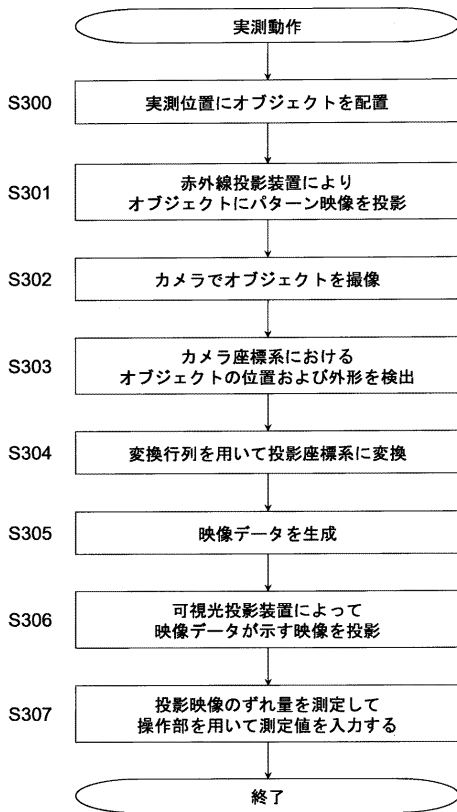 実測動作
S300
実測位置にオブジェクトを配置
S301
赤外線投影装置により
オブジェクトにパターン映像を投影
S302
カメラでオブジェクトを撮像
S303
カメラ座標系における
オブジェクトの位置および外形を検出
S304
変換行列を用いて投影座標系に変換
S305
映像データを生成
S306
可視光投影装置によって
映像データが示す映像を投影
S307
投影映像のずれ量を測定して
操作部を用いて測定値を入力する
終了